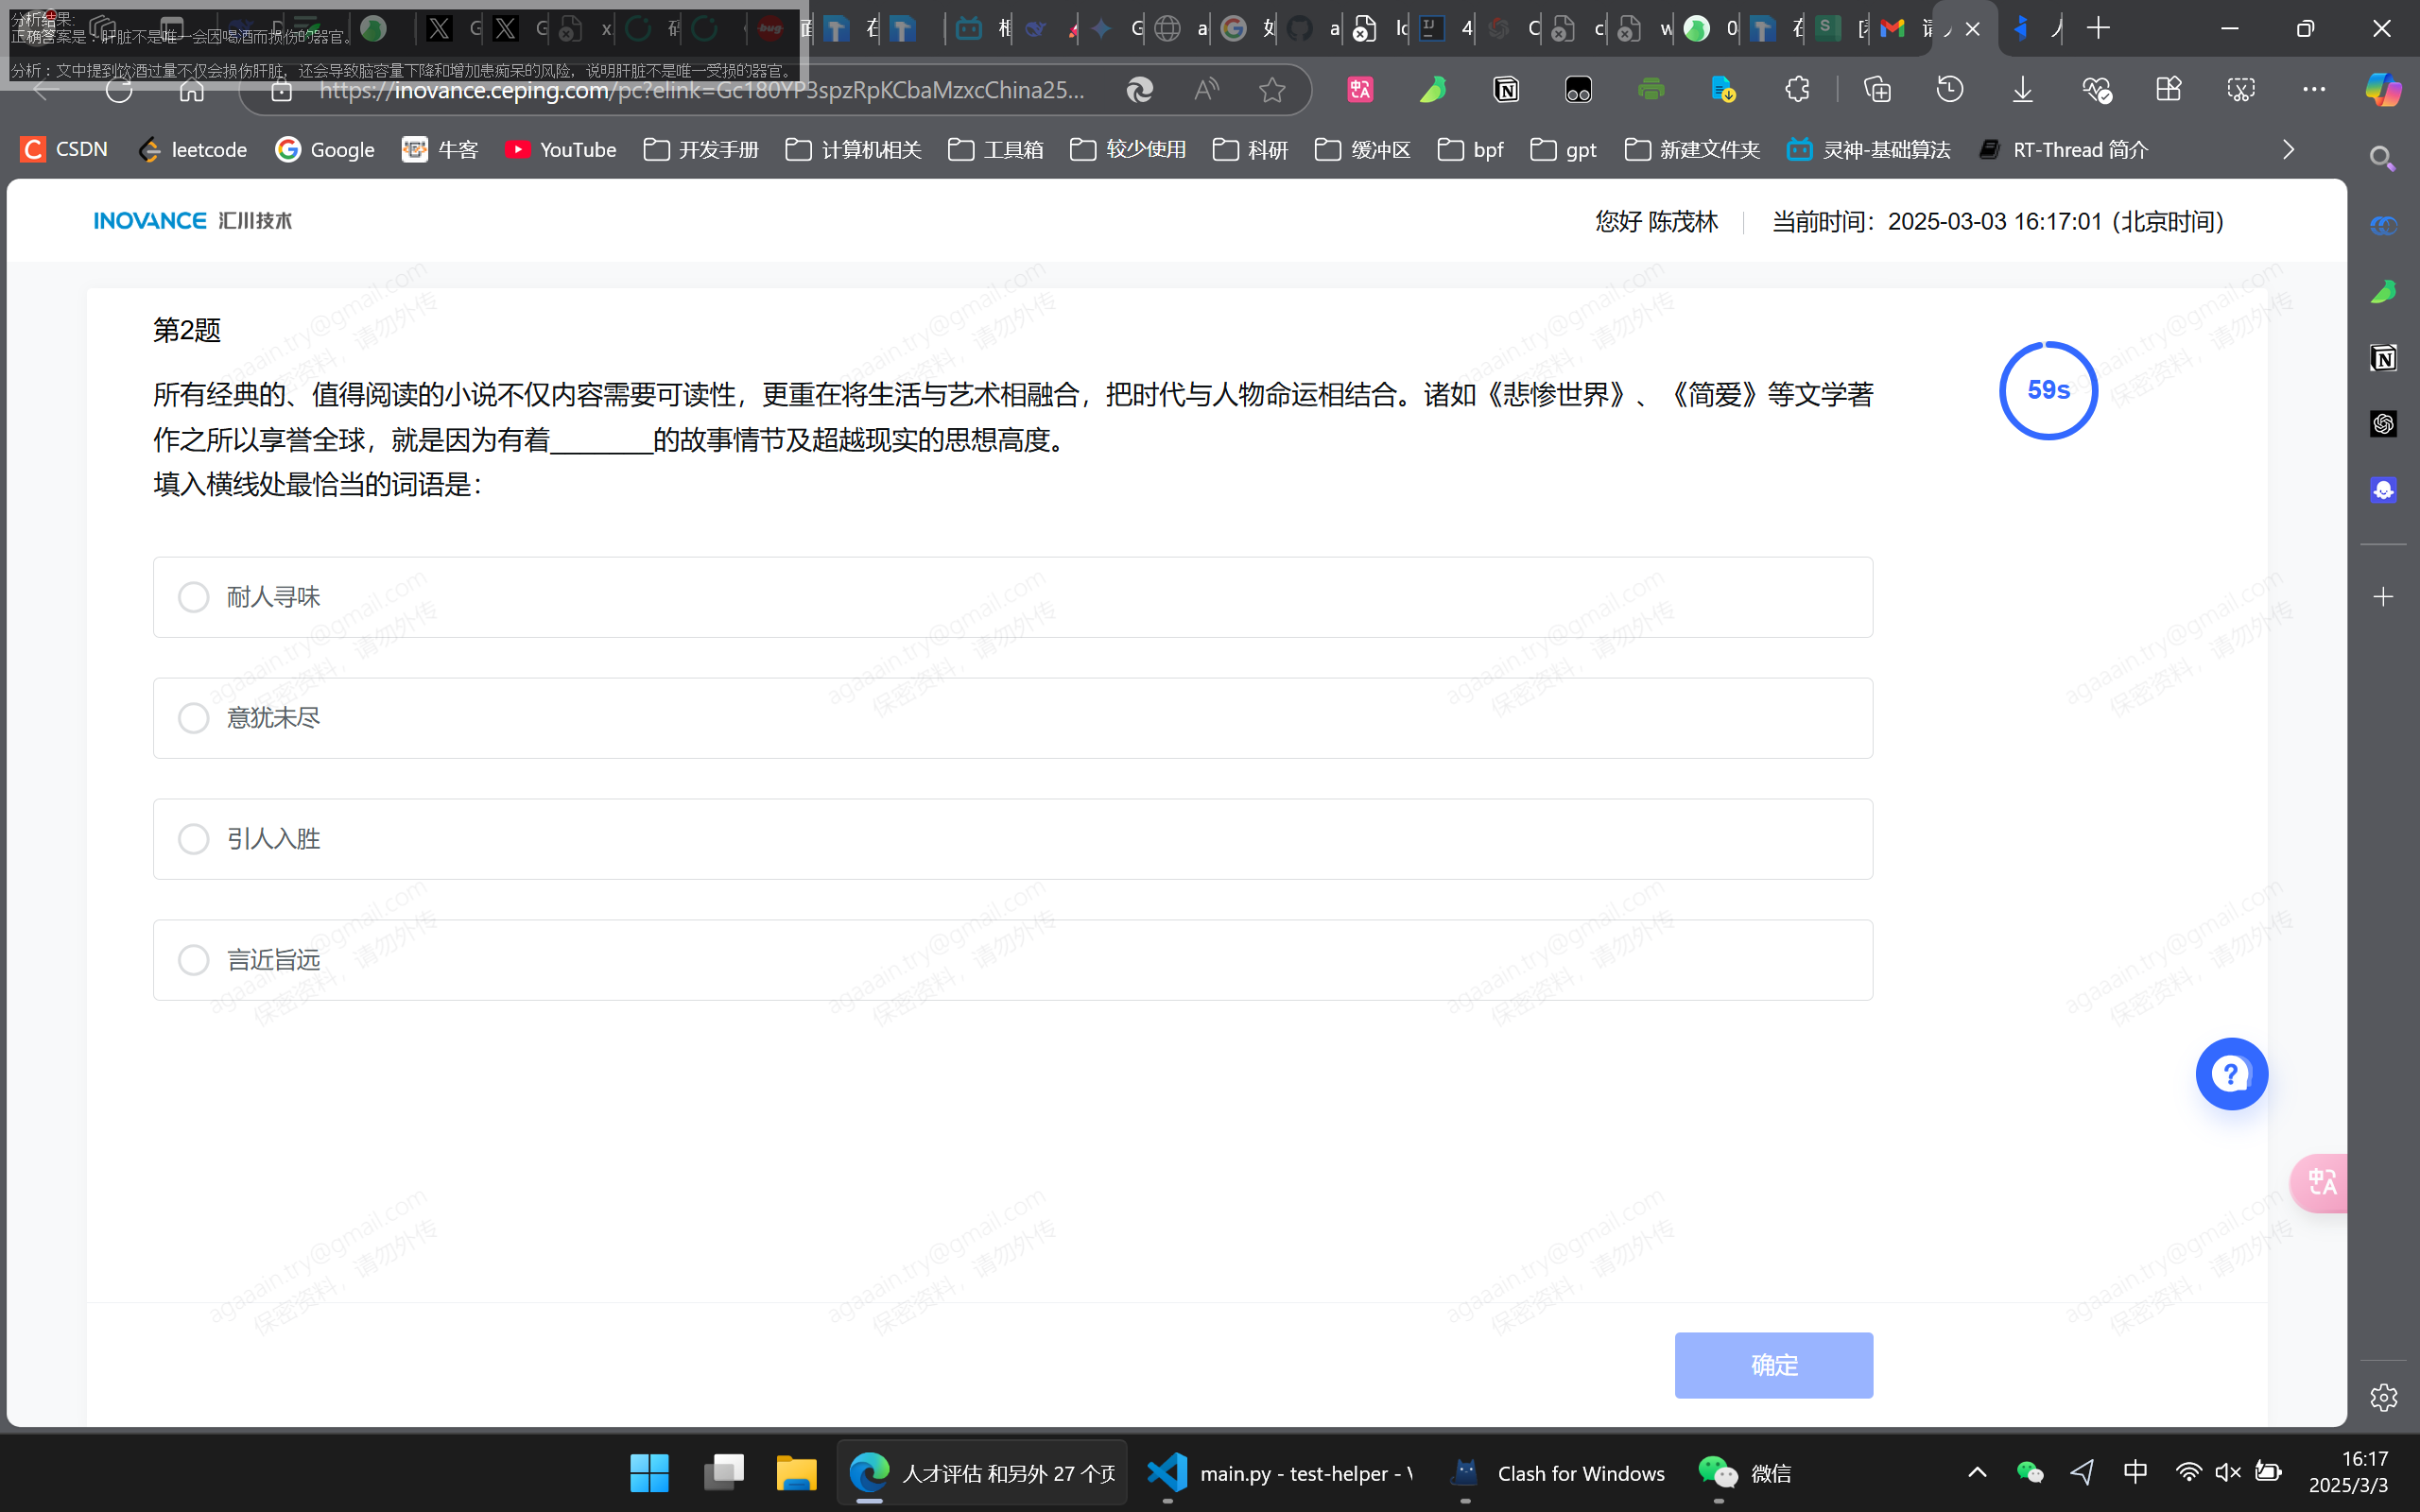 分析结果:
正确答案是：肝脏不是唯一会因喝酒而损伤的器官。
分析：文中提到饮酒过量不仅会损伤肝脏，还会导致脑容量下降和增加患痴呆的风险，说明肝脏不是唯一受损的器官。
https://inovance.ceping.com/pc?elink=Gc180YP3spzRpKCbaMzxcChina25...
CSDN leetcode Google 牛客 YouTube 开发手册 计算机相关 工具箱 较少使用 科研 缓冲区 bpf gpt 新建文件夹 灵神-基础算法 RT-Thread 简介
INOVANCE 汇川技术
您好 陈茂林 当前时间：2025-03-03 16:17:01 (北京时间)
第2题
59s
所有经典的、值得阅读的小说不仅内容需要可读性，更重在将生活与艺术相融合，把时代与人物命运相结合。诸如《悲惨世界》、《简爱》等文学著
作之所以享誉全球，就是因为有着________的故事情节及超越现实的思想高度。
填入横线处最恰当的词语是：
耐人寻味
意犹未尽
引人入胜
言近旨远
确定
agaaain.try@gmail.com
保密资料，请勿外传
人才评估 和另外 27 个页
main.py - test-helper - V
Clash for Windows
微信
中
16:17
2025/3/3